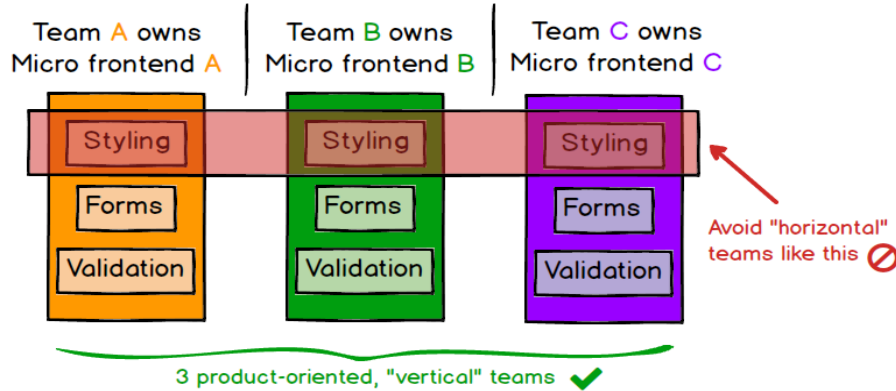 Team A owns
Micro frontend A
Team B owns
Micro frontend B
Team C owns
Micro frontend C
Styling
Styling
Styling
Forms
Forms
Forms
Validation
Validation
Validation
Avoid "horizontal"
teams like this
3 product-oriented, "vertical" teams